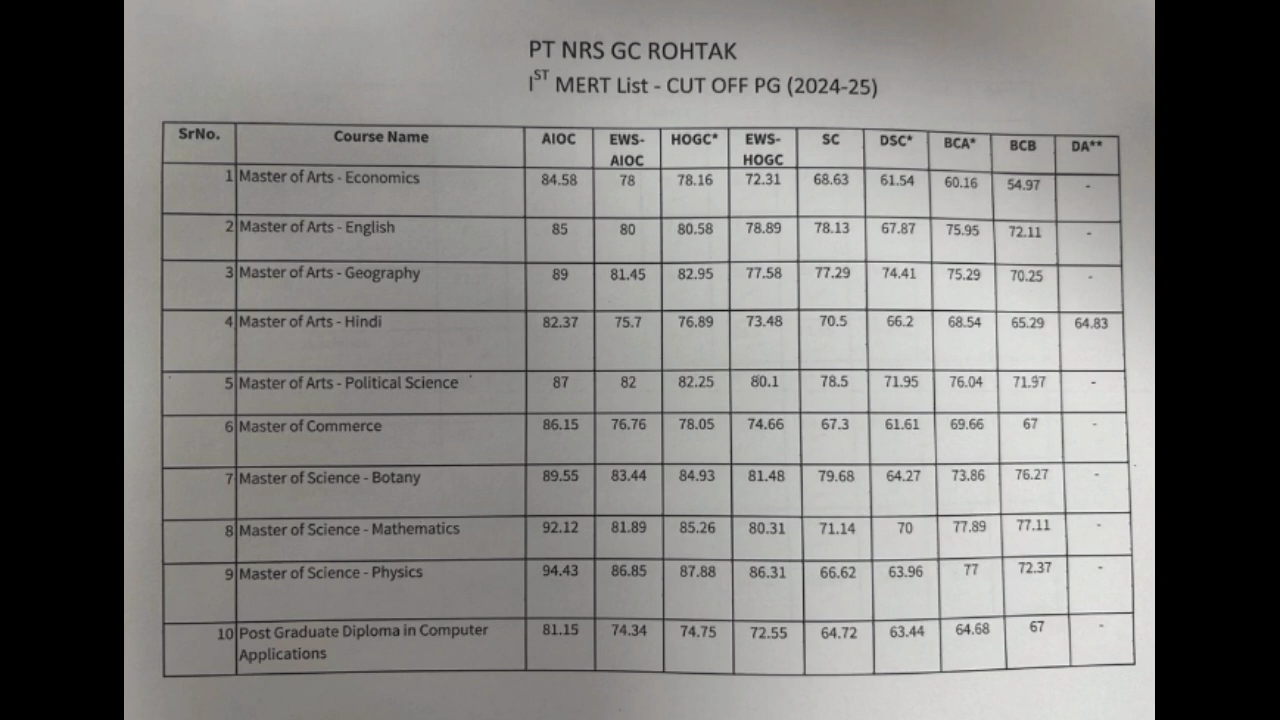 PT NRS GC ROHTAK
IST MERT List - CUT OFF PG (2024-25)
SrNo. Course Name AIOC EWS-AIOC HOGC* EWS-HOGC SC DSC* BCA* BCB DA**
1 Master of Arts - Economics 84.58 78 78.16 72.31 68.63 61.54 60.16 54.97 -
2 Master of Arts - English 85 80 80.58 78.89 78.13 67.87 75.95 72.11 -
3 Master of Arts - Geography 89 81.45 82.95 77.58 77.29 74.41 75.29 70.25 -
4 Master of Arts - Hindi 82.37 75.7 76.89 73.48 70.5 66.2 68.54 65.29 64.83
5 Master of Arts - Political Science 87 82 82.25 80.1 78.5 71.95 76.04 71.97 -
6 Master of Commerce 86.15 76.76 78.05 74.66 67.3 61.61 69.66 67 -
7 Master of Science - Botany 89.55 83.44 84.93 81.48 79.68 64.27 73.86 76.27 -
8 Master of Science - Mathematics 92.12 81.89 85.26 80.31 71.14 70 77.89 77.11 -
9 Master of Science - Physics 94.43 86.85 87.88 86.31 66.62 63.96 77 72.37 -
10 Post Graduate Diploma in Computer 81.15 74.34 74.75 72.55 64.72 63.44 64.68 67 -
Applications